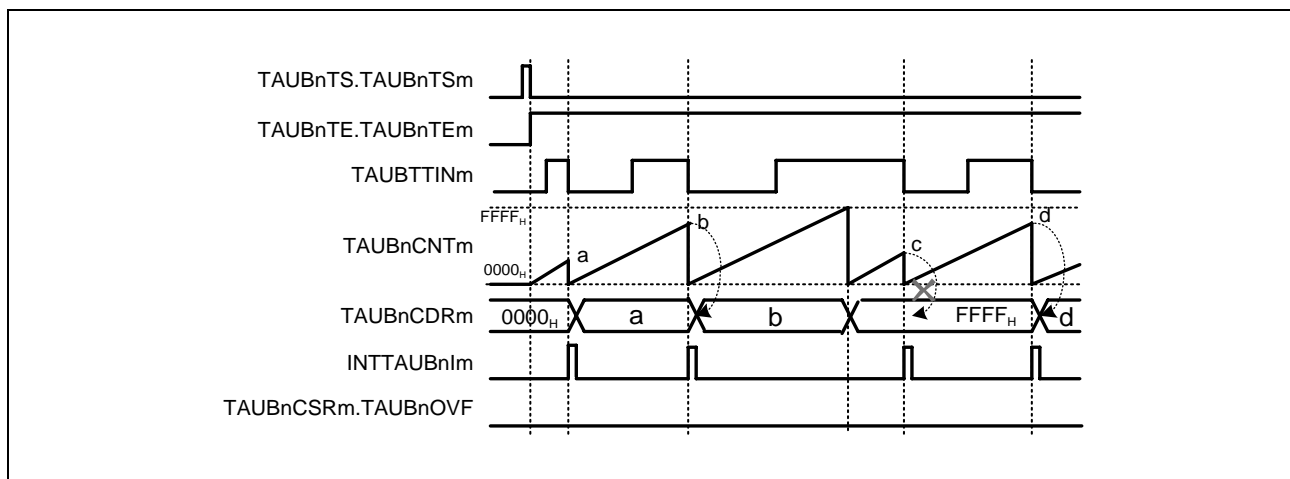 TAUBnTS.TAUBnTSm
TAUBnTE.TAUBnTEm
TAUBTTINm
FFFFH
TAUBnCNTm
0000H
a
b
c
d
TAUBnCDRm
0000H
a
b
FFFFH
d
INTTAUBnIm
TAUBnCSRm.TAUBnOVF